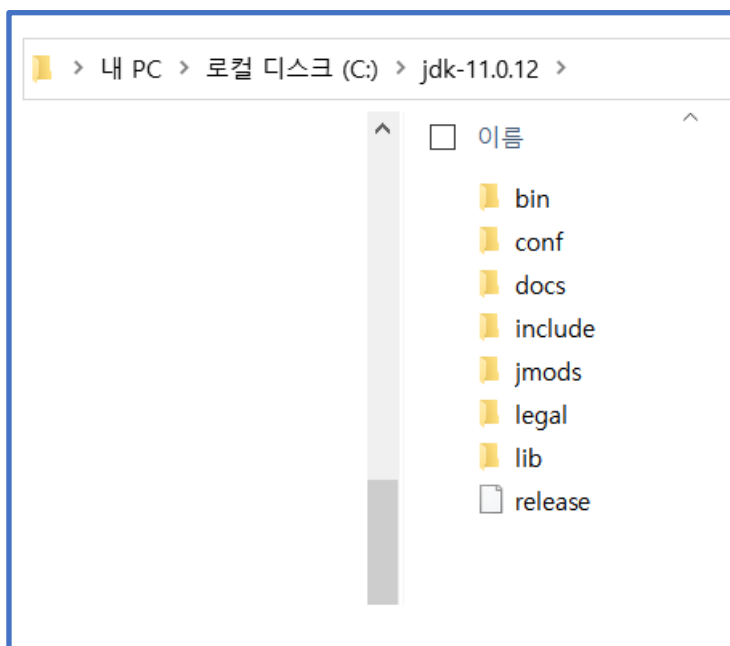 내 PC > 로컬 디스크 (C:) > jdk-11.0.12 >
이름
bin
conf
docs
include
jmods
legal
lib
release